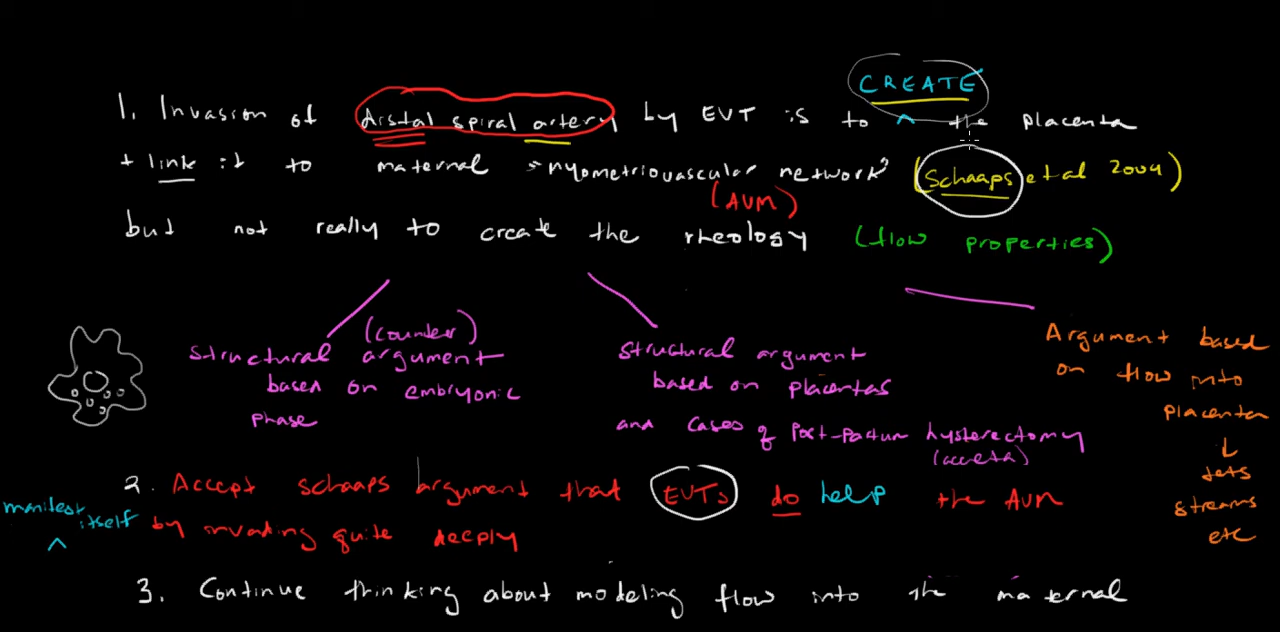 CREATE
1. Invasion of distal spiral artery by EVT is to ^ the placenta
+ link it to maternal "myometriovascular network" (Schaaps et al 2004)
(AVM)
but not really to create the rheology (flow properties)
Structural (counter) argument
based on embryonic
phase
Structural argument
based on placentas
and cases of post-partum hysterectomy
(acceta)
Argument based
on flow into
placenta
↓
jets
streams
etc
2. Accept schaaps argument that EVTs do help the AVM
manifest itself ^ by invading quite deeply
3. Continue thinking about modeling flow into the maternal